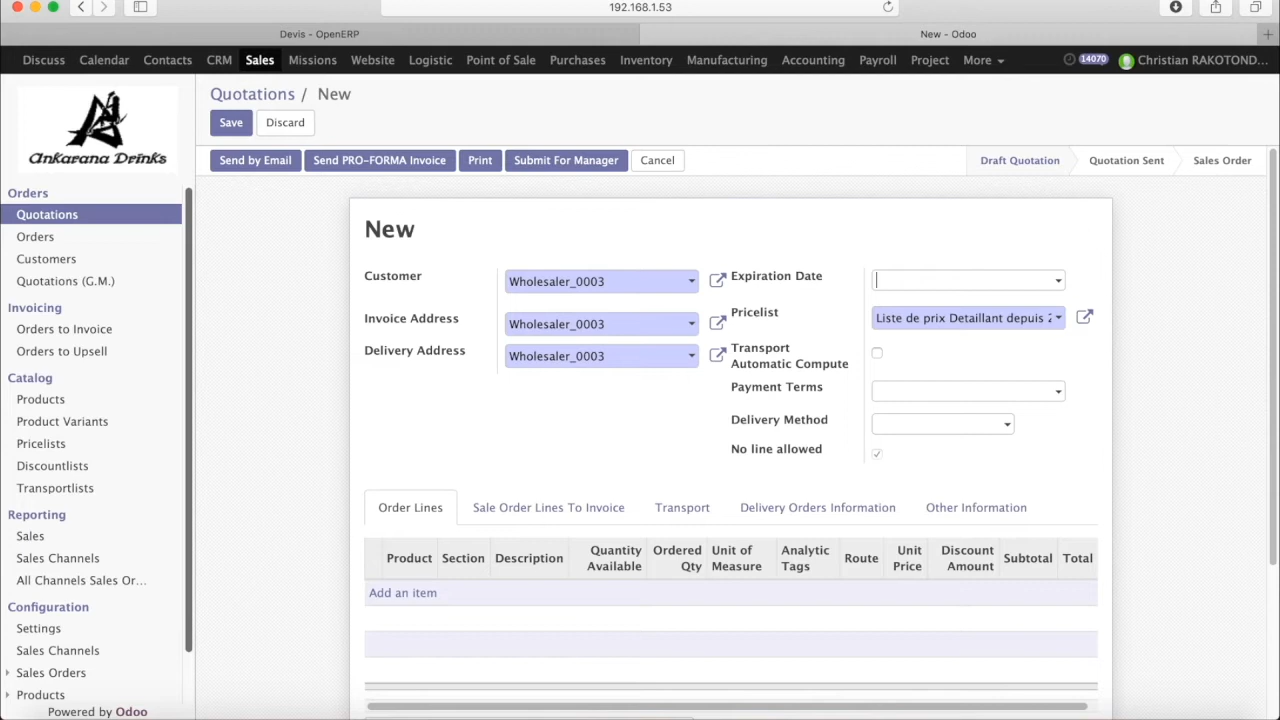 192.168.1.53
Devis - OpenERP
New - Odoo
Discuss Calendar Contacts CRM Sales Missions Website Logistic Point of Sale Purchases Inventory Manufacturing Accounting Payroll Project More 14070 Christian RAKOTOND...
Ankarana Drinks
Quotations / New
Save Discard
Send by Email Send PRO-FORMA Invoice Print Submit For Manager Cancel Draft Quotation Quotation Sent Sales Order
Orders
Quotations
Orders
Customers
Quotations (G.M.)
Invoicing
Orders to Invoice
Orders to Upsell
Catalog
Products
Product Variants
Pricelists
Discountlists
Transportlists
Reporting
Sales
Sales Channels
All Channels Sales Or...
Configuration
Settings
Sales Channels
Sales Orders
Products
Powered by Odoo
New
Customer Wholesaler_0003
Invoice Address Wholesaler_0003
Delivery Address Wholesaler_0003
Expiration Date
Pricelist Liste de prix Detaillant depuis
Transport
Automatic Compute
Payment Terms
Delivery Method
No line allowed
Order Lines Sale Order Lines To Invoice Transport Delivery Orders Information Other Information
Product Section Description Quantity Available Ordered Qty Unit of Measure Analytic Tags Route Unit Price Discount Amount Subtotal Total
Add an item